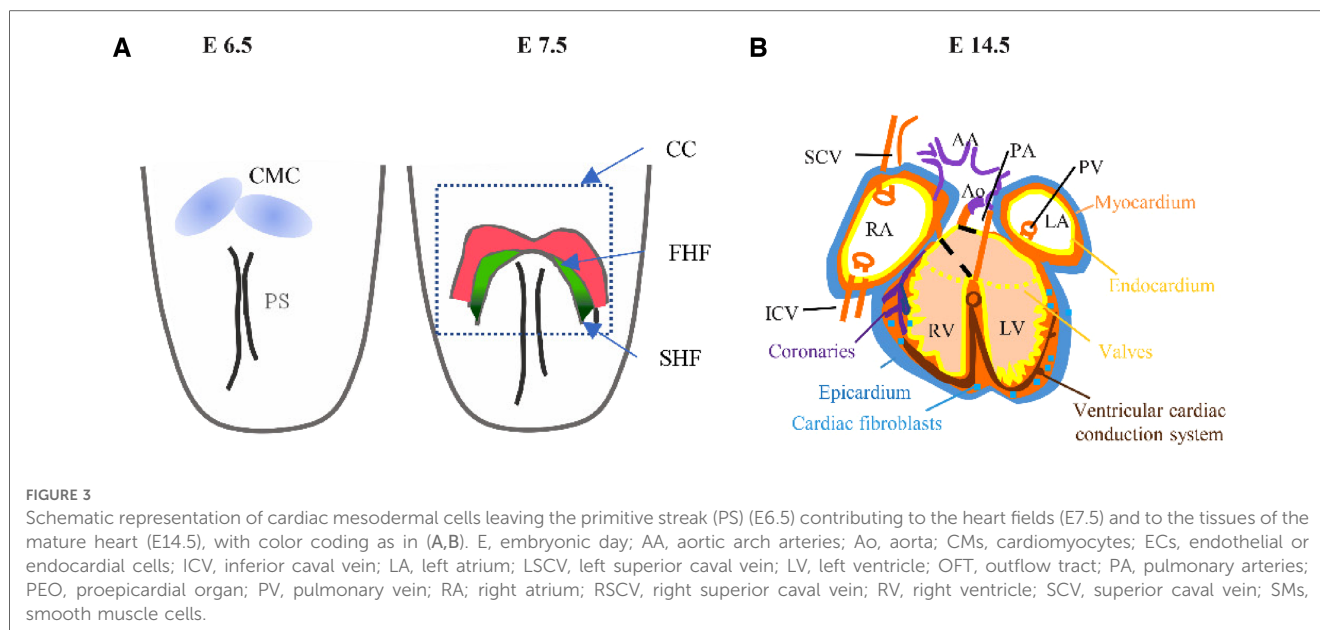 A
E 6.5
E 7.5
B
E 14.5
CMC
PS
CC
FHF
SHF
SCV
AA
PA
PV
Ao
RA
LA
Myocardium
Endocardium
ICV
RV
LV
Coronaries
Valves
Epicardium
Cardiac fibroblasts
Ventricular cardiac
conduction system
FIGURE 3
Schematic representation of cardiac mesodermal cells leaving the primitive streak (PS) (E6.5) contributing to the heart fields (E7.5) and to the tissues of the
mature heart (E14.5), with color coding as in (A,B). E, embryonic day; AA, aortic arch arteries; Ao, aorta; CMs, cardiomyocytes; ECs, endothelial or
endocardial cells; ICV, inferior caval vein; LA, left atrium; LSCV, left superior caval vein; LV, left ventricle; OFT, outflow tract; PA, pulmonary arteries;
PEO, proepicardial organ; PV, pulmonary vein; RA; right atrium; RSCV, right superior caval vein; RV, right ventricle; SCV, superior caval vein; SMs,
smooth muscle cells.